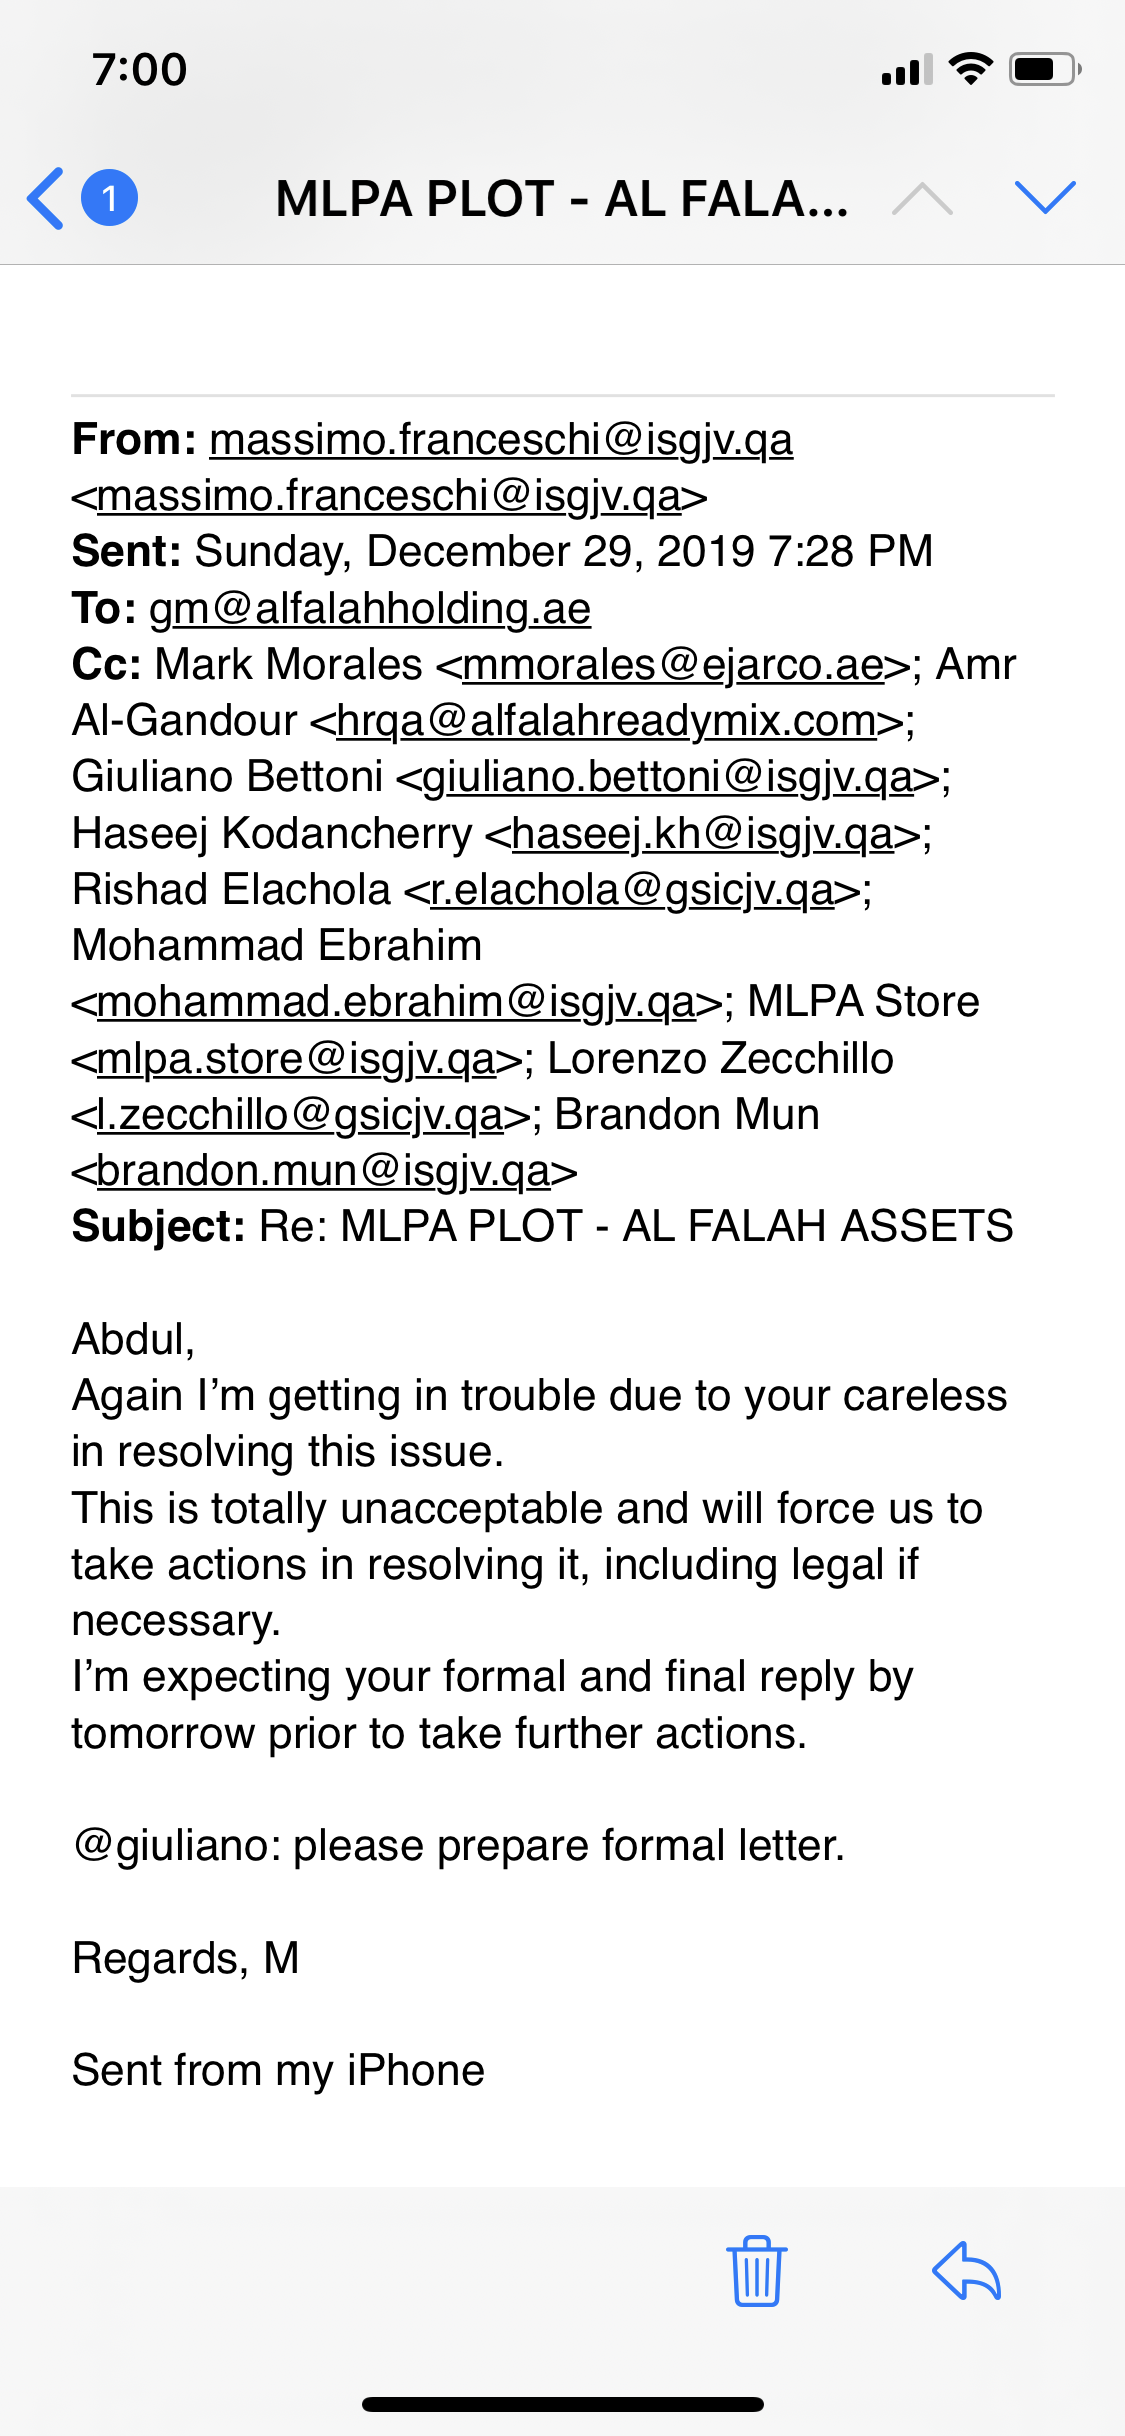 7:00
1
MLPA PLOT - AL FALA...
From: massimo.franceschi@isgjv.qa
<massimo.franceschi@isgjv.qa>
Sent: Sunday, December 29, 2019 7:28 PM
To: gm@alfalahholding.ae
Cc: Mark Morales <mmorales@ejarco.ae>; Amr
Al-Gandour <hrqa@alfalahreadymix.com>;
Giuliano Bettoni <giuliano.bettoni@isgjv.qa>;
Haseej Kodancherry <haseej.kh@isgjv.qa>;
Rishad Elachola <r.elachola@gsicjv.qa>;
Mohammad Ebrahim
<mohammad.ebrahim@isgjv.qa>; MLPA Store
<mlpa.store@isgjv.qa>; Lorenzo Zecchillo
<l.zecchillo@gsicjv.qa>; Brandon Mun
<brandon.mun@isgjv.qa>
Subject: Re: MLPA PLOT - AL FALAH ASSETS
Abdul,
Again I’m getting in trouble due to your careless
in resolving this issue.
This is totally unacceptable and will force us to
take actions in resolving it, including legal if
necessary.
I’m expecting your formal and final reply by
tomorrow prior to take further actions.
@giuliano: please prepare formal letter.
Regards, M
Sent from my iPhone